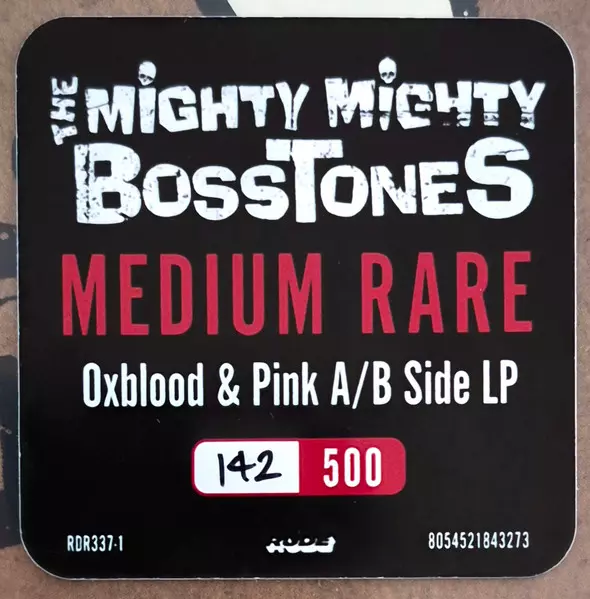 THE MIGHTY MIGHTY
BOSSTONES
MEDIUM RARE
Oxblood & Pink A/B Side LP
142 500
RDR337-1 RUDE 8054521843273